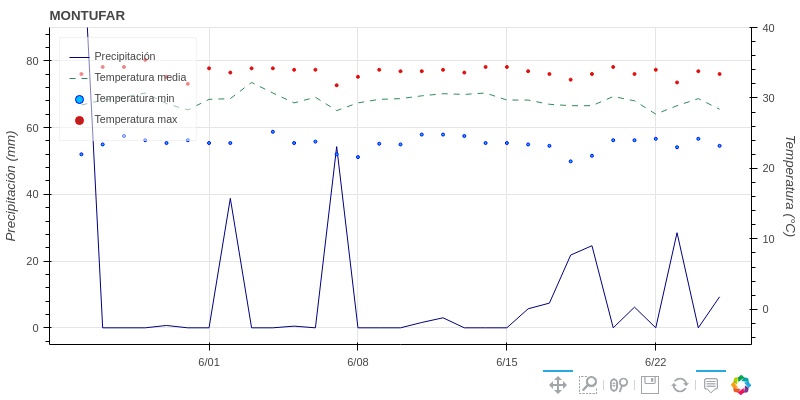 MONTUFAR
Precipitación
Temperatura media
Temperatura min
Temperatura max
Precipitación (mm)
80
60
40
20
0
Temperatura (°C)
40
30
20
10
0
6/01
6/08
6/15
6/22